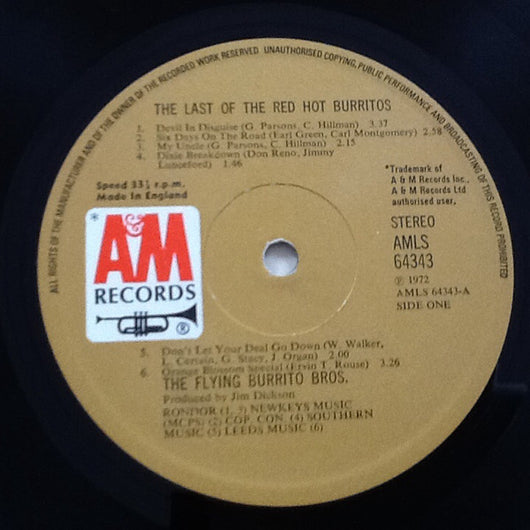 ALL RIGHTS OF THE MANUFACTURER AND OF THE OWNER OF THE RECORDED WORK RESERVED UNAUTHORISED COPYING, PUBLIC PERFORMANCE AND BROADCASTING OF THIS RECORD PROHIBITED
THE LAST OF THE RED HOT BURRITOS
1. Devil In Disguise (G. Parsons, C. Hillman) 3.37
2. Six Days On The Road (Earl Green, Carl Montgomery) 2.58
3. My Uncle (G. Parsons, C. Hillman) 2.15
4. Dixie Breakdown (Don Reno, Jimmy
Lunceford) 1.46
Speed 33⅓ r.p.m.
Made in England
*Trademark of
A & M Records Inc.,
A & M Records Ltd
authorised user,
* A&M
RECORDS
®
STEREO
AMLS
64343
℗ 1972
AMLS 64343-A
SIDE ONE
5. Don't Let Your Deal Go Down (W. Walker,
L. Certain, G. Stacy, J. Organ) 2.00
6. Orange Blossom Special (Ervin T. Rouse) 3.26
THE FLYING BURRITO BROS.
Produced by Jim Dickson
RONDOR (1, 3) NEWKEYS MUSIC
(MCPS) (2) COP. CON. (4) SOUTHERN
MUSIC (5) LEEDS MUSIC (6)